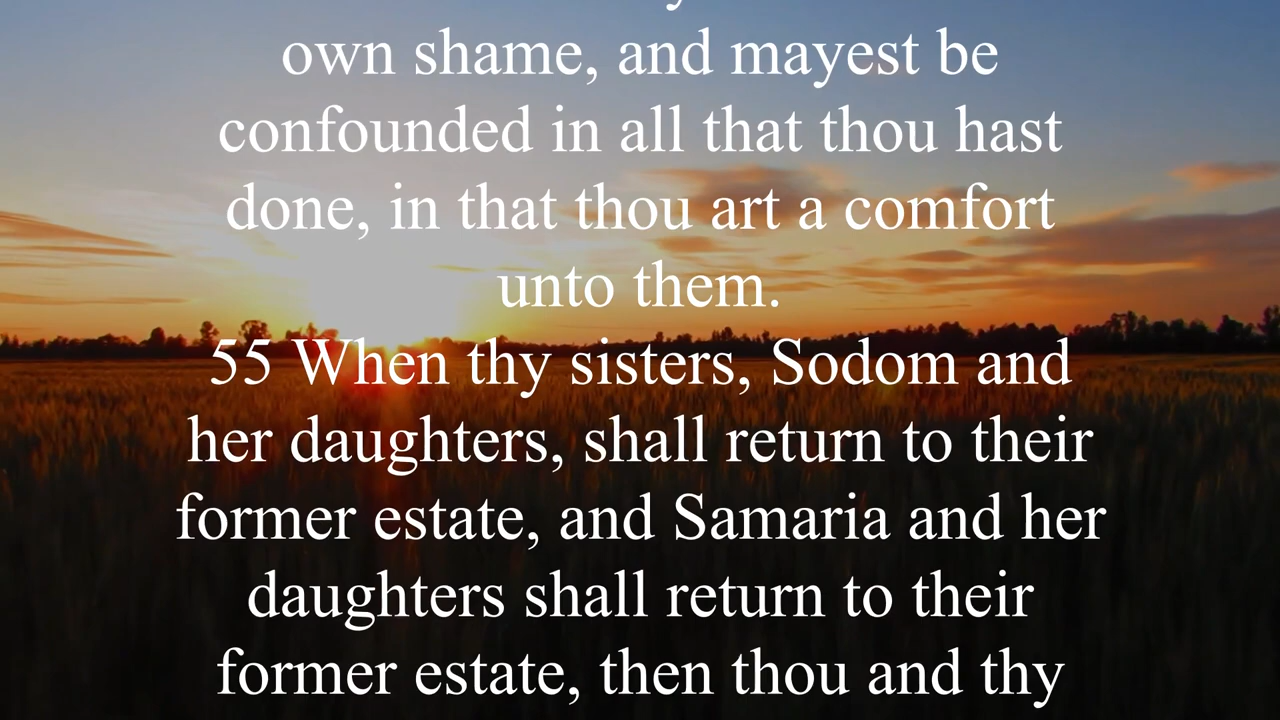 own shame, and mayest be
confounded in all that thou hast
done, in that thou art a comfort
unto them.
55 When thy sisters, Sodom and
her daughters, shall return to their
former estate, and Samaria and her
daughters shall return to their
former estate, then thou and thy